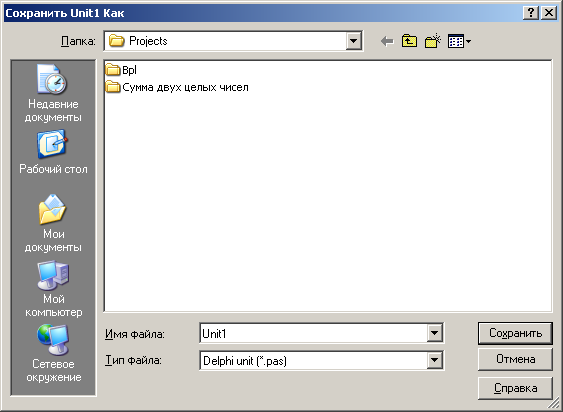 Сохранить Unit1 Как
Папка: Projects
Недавние
документы
Рабочий стол
Мои
документы
Мой
компьютер
Сетевое
окружение
Bpl
Сумма двух целых чисел
Имя файла: Unit1 Сохранить
Тип файла: Delphi unit (*.pas) Отмена
Справка